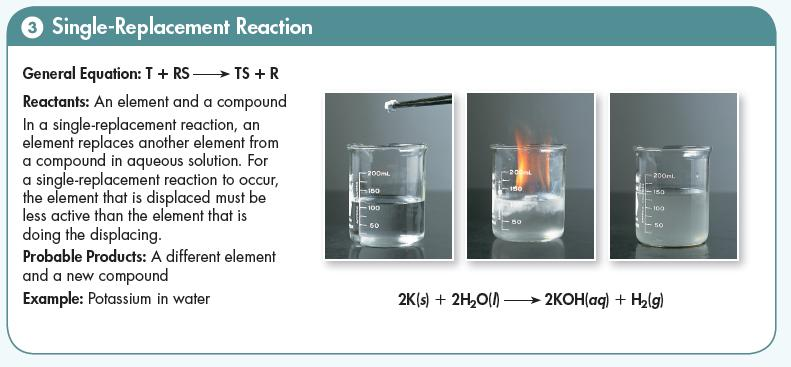 3 Single-Replacement Reaction
General Equation: T + RS ⟶ TS + R
Reactants: An element and a compound
In a single-replacement reaction, an
element replaces another element from
a compound in aqueous solution. For
a single-replacement reaction to occur,
the element that is displaced must be
less active than the element that is
doing the displacing.
Probable Products: A different element
and a new compound
Example: Potassium in water
200mL
150
100
50
200mL
150
50
200mL
150
100
50
2K(s) + 2H₂O(l) ⟶ 2KOH(aq) + H₂(g)